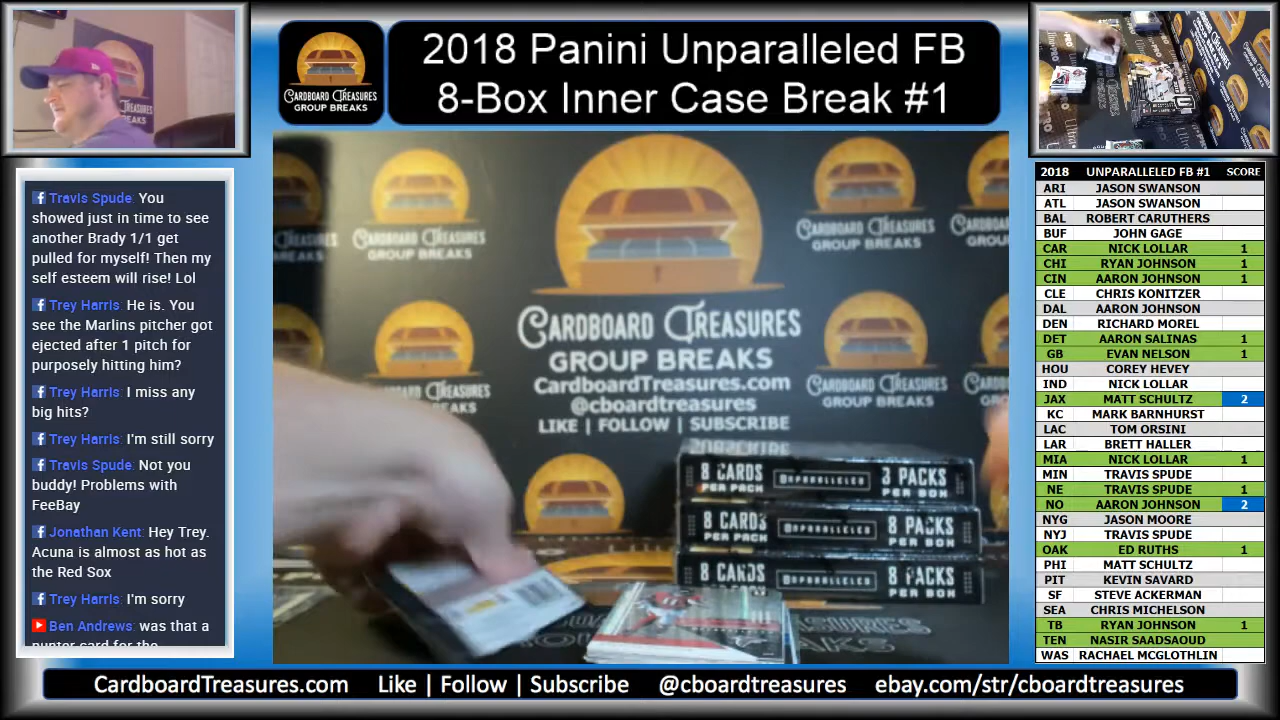 2018 Panini Unparalleled FB
8-Box Inner Case Break #1
CARDBOARD TREASURES
GROUP BREAKS
Travis Spude: You
showed just in time to see
another Brady 1/1 get
pulled for myself! Then my
self esteem will rise! Lol
Trey Harris: He is. You
see the Marlins pitcher got
ejected after 1 pitch for
purposely hitting him?
Trey Harris: I miss any
big hits?
Trey Harris: I'm still sorry
Travis Spude: Not you
buddy! Problems with
FeeBay
Jonathan Kent: Hey Trey.
Acuna is almost as hot as
the Red Sox
Trey Harris: I'm sorry
Ben Andrews: was that a
punter card for the
CARDBOARD TREASURES
GROUP BREAKS
CardboardTreasures.com
@cboardtreasures
LIKE | FOLLOW | SUBSCRIBE
8 CARDS PER PACK UNPARALLELED 8 PACKS PER BOX
8 CARDS PER PACK UNPARALLELED 8 PACKS PER BOX
8 CARDS UNPARALLELED 8 PACKS PER BOX
2018 UNPARALLELED FB #1 SCORE
ARI JASON SWANSON
ATL JASON SWANSON
BAL ROBERT CARUTHERS
BUF JOHN GAGE
CAR NICK LOLLAR 1
CHI RYAN JOHNSON 1
CIN AARON JOHNSON 1
CLE CHRIS KONITZER
DAL AARON JOHNSON
DEN RICHARD MOREL
DET AARON SALINAS 1
GB EVAN NELSON 1
HOU COREY HEVEY
IND NICK LOLLAR
JAX MATT SCHULTZ 2
KC MARK BARNHURST
LAC TOM ORSINI
LAR BRETT HALLER
MIA NICK LOLLAR 1
MIN TRAVIS SPUDE
NE TRAVIS SPUDE 1
NO AARON JOHNSON 2
NYG JASON MOORE
NYJ TRAVIS SPUDE
OAK ED RUTHS 1
PHI MATT SCHULTZ
PIT KEVIN SAVARD
SF STEVE ACKERMAN
SEA CHRIS MICHELSON
TB RYAN JOHNSON 1
TEN NASIR SAADSAOUD
WAS RACHAEL MCGLOTHLIN
CardboardTreasures.com Like | Follow | Subscribe @cboardtreasures ebay.com/str/cboardtreasures